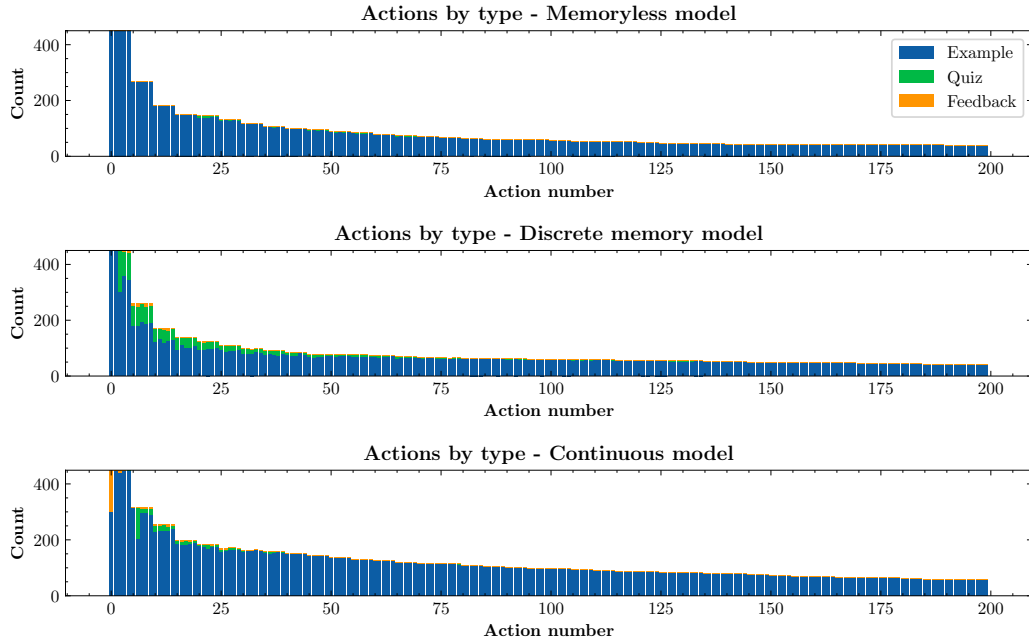 Actions by type - Memoryless model
Count
400
200
0
0 25 50 75 100 125 150 175 200
Action number
Example
Quiz
Feedback
Actions by type - Discrete memory model
Count
400
200
0
0 25 50 75 100 125 150 175 200
Action number
Actions by type - Continuous model
Count
400
200
0
0 25 50 75 100 125 150 175 200
Action number